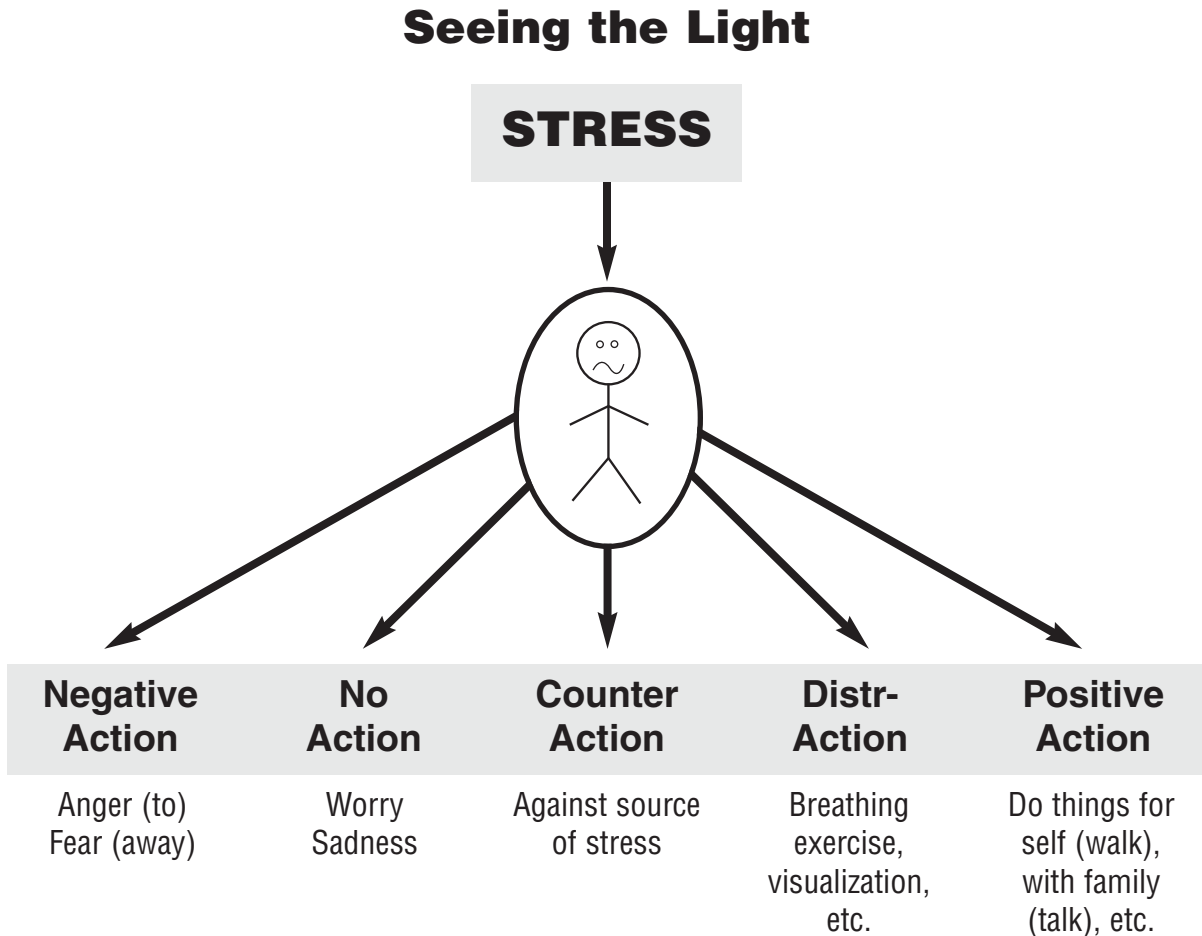 Seeing the Light
STRESS
Negative
Action
Anger (to)
Fear (away)
No
Action
Worry
Sadness
Counter
Action
Against source
of stress
Distr-
Action
Breathing
exercise,
visualization,
etc.
Positive
Action
Do things for
self (walk),
with family
(talk), etc.